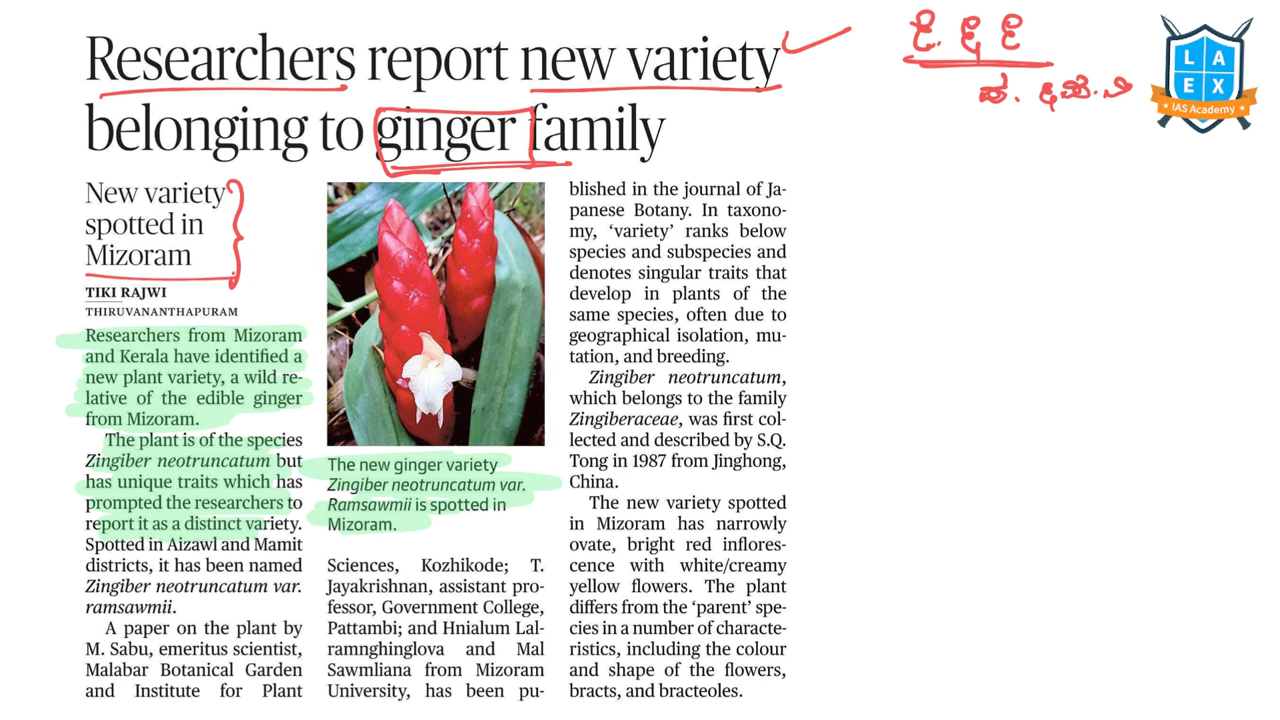 Researchers report new variety
belonging to ginger family
New variety
spotted in
Mizoram
TIKI RAJWI
THIRUVANANTHAPURAM
Researchers from Mizoram
and Kerala have identified a
new plant variety, a wild re-
lative of the edible ginger
from Mizoram.
The plant is of the species
Zingiber neotruncatum but
has unique traits which has
prompted the researchers to
report it as a distinct variety.
Spotted in Aizawl and Mamit
districts, it has been named
Zingiber neotruncatum var.
ramsawmii.
A paper on the plant by
M. Sabu, emeritus scientist,
Malabar Botanical Garden
and Institute for Plant
The new ginger variety
Zingiber neotruncatum var.
Ramsawmii is spotted in
Mizoram.
Sciences, Kozhikode; T.
Jayakrishnan, assistant pro-
fessor, Government College,
Pattambi; and Hnialum Lal-
ramnghinglova and Mal
Sawmliana from Mizoram
University, has been pu-
blished in the journal of Ja-
panese Botany. In taxono-
my, ‘variety’ ranks below
species and subspecies and
denotes singular traits that
develop in plants of the
same species, often due to
geographical isolation, mu-
tation, and breeding.
Zingiber neotruncatum,
which belongs to the family
Zingiberaceae, was first col-
lected and described by S.Q.
Tong in 1987 from Jinghong,
China.
The new variety spotted
in Mizoram has narrowly
ovate, bright red inflores-
cence with white/creamy
yellow flowers. The plant
differs from the ‘parent’ spe-
cies in a number of characte-
ristics, including the colour
and shape of the flowers,
bracts, and bracteoles.
L A
E X
IAS Academy